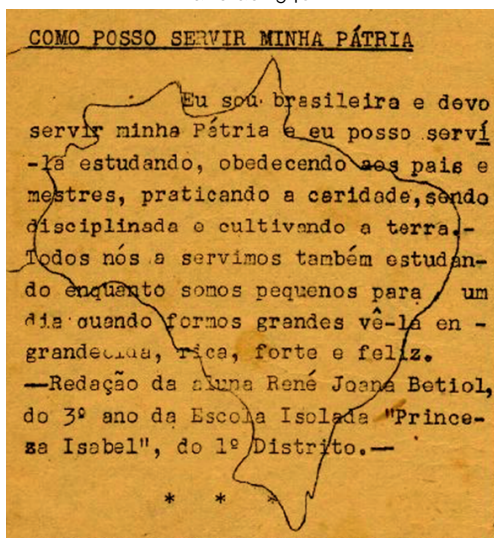 COMO POSSO SERVIR MINHA PÁTRIA
Eu sou brasileira e devo
servir minha Pátria e eu posso serví
-la estudando, obedecendo aos pais e
mestres, praticando a caridade,sendo
disciplinada e cultivando a terra.-
Todos nós a servimos também estudan-
do enquanto somos pequenos para , um
dia quando formos grandes vê-la en -
grandecida, rica, forte e feliz.
—Redação da aluna René Joana Betiol,
do 3º ano da Escola Isolada "Prince-
za Isabel", do 1º Distrito.—
* * *